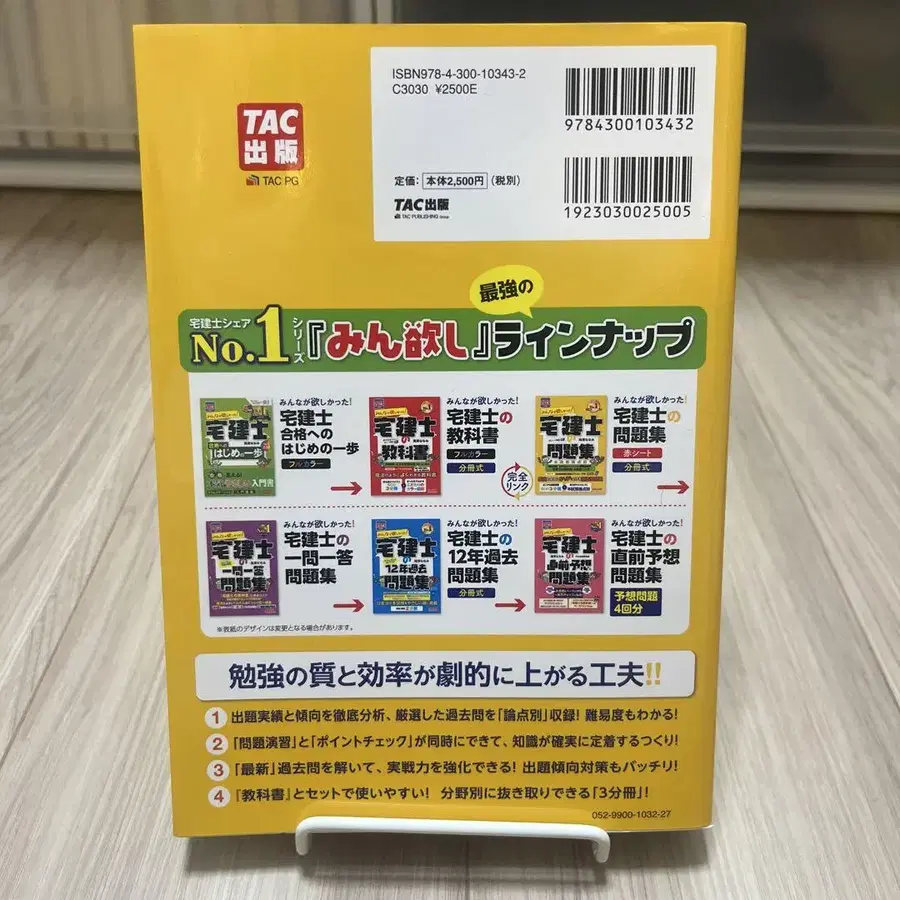 ISBN978-4-300-10343-2
C3030 ¥2500E
9784300103432
TAC
出版
TAC PG
定価: 本体2,500円 (税別)
TAC出版
TAC PUBLISHING Group
1923030025005
最強の
宅建士シェア
No.1シリーズ『みん欲し』ラインナップ
みんなが欲しかった!
宅建士
合格への
はじめの一歩
フルカラー
みんなが欲しかった!
宅建士の
教科書
フルカラー
分冊式
完全
リンク
みんなが欲しかった!
宅建士の
問題集
赤シート
分冊式
みんなが欲しかった!
宅建士の
一問一答
問題集
みんなが欲しかった!
宅建士の
12年過去
問題集
分冊式
みんなが欲しかった!
宅建士の
直前予想
問題集
予想問題
4回分
※表紙のデザインは変更となる場合があります。
勉強の質と効率が劇的に上がる工夫!!
1 出題実績と傾向を徹底分析、厳選した過去問を「論点別」収録! 難易度もわかる!
2 「問題演習」と「ポイントチェック」が同時にできて、知識が確実に定着するつくり!
3 「最新」過去問を解いて、実戦力を強化できる! 出題傾向対策もバッチリ!
4 『教科書』とセットで使いやすい! 分野別に抜き取りできる「3分冊」!
052-9900-1032-27